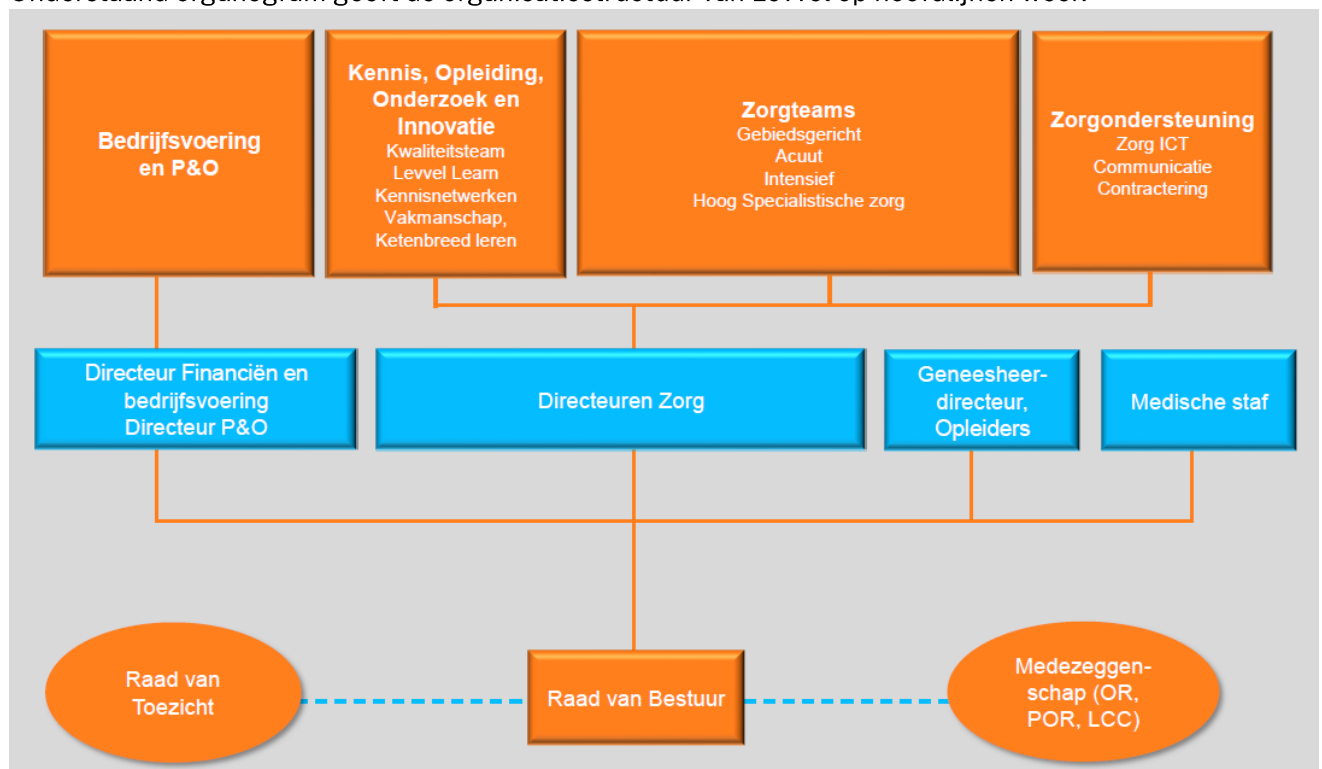 Bedrijfsvoering
en P&O
Kennis, Opleiding,
Onderzoek en
Innovatie
Kwaliteitsteam
Levvel Learn
Kennisnetwerken
Vakmanschap,
Ketenbreed leren
Zorgteams
Gebiedsgericht
Acuut
Intensief
Hoog Specialistische zorg
Zorgondersteuning
Zorg ICT
Communicatie
Contractering
Directeur Financiën en
bedrijfsvoering
Directeur P&O
Directeuren Zorg
Geneesheer-
directeur,
Opleiders
Medische staf
Raad van
Toezicht
Raad van Bestuur
Medezeggen-
schap (OR,
POR, LCC)